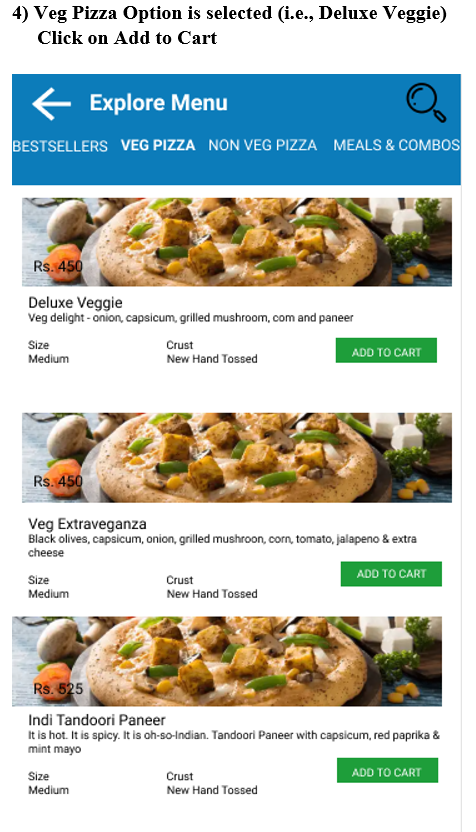 4) Veg Pizza Option is selected (i.e., Deluxe Veggie)
Click on Add to Cart
Explore Menu
BESTSELLERS VEG PIZZA NON VEG PIZZA MEALS & COMBOS
Rs. 450
Deluxe Veggie
Veg delight - onion, capsicum, grilled mushroom, corn and paneer
Size Crust
Medium New Hand Tossed
ADD TO CART
Rs. 450
Veg Extraveganza
Black olives, capsicum, onion, grilled mushroon, corn, tomato, jalapeno & extra
cheese
ADD TO CART
Size Crust
Medium New Hand Tossed
Rs. 525
Indi Tandoori Paneer
It is hot. It is spicy. It is oh-so-Indian. Tandoori Paneer with capsicum, red paprika &
mint mayo
ADD TO CART
Size Crust
Medium New Hand Tossed